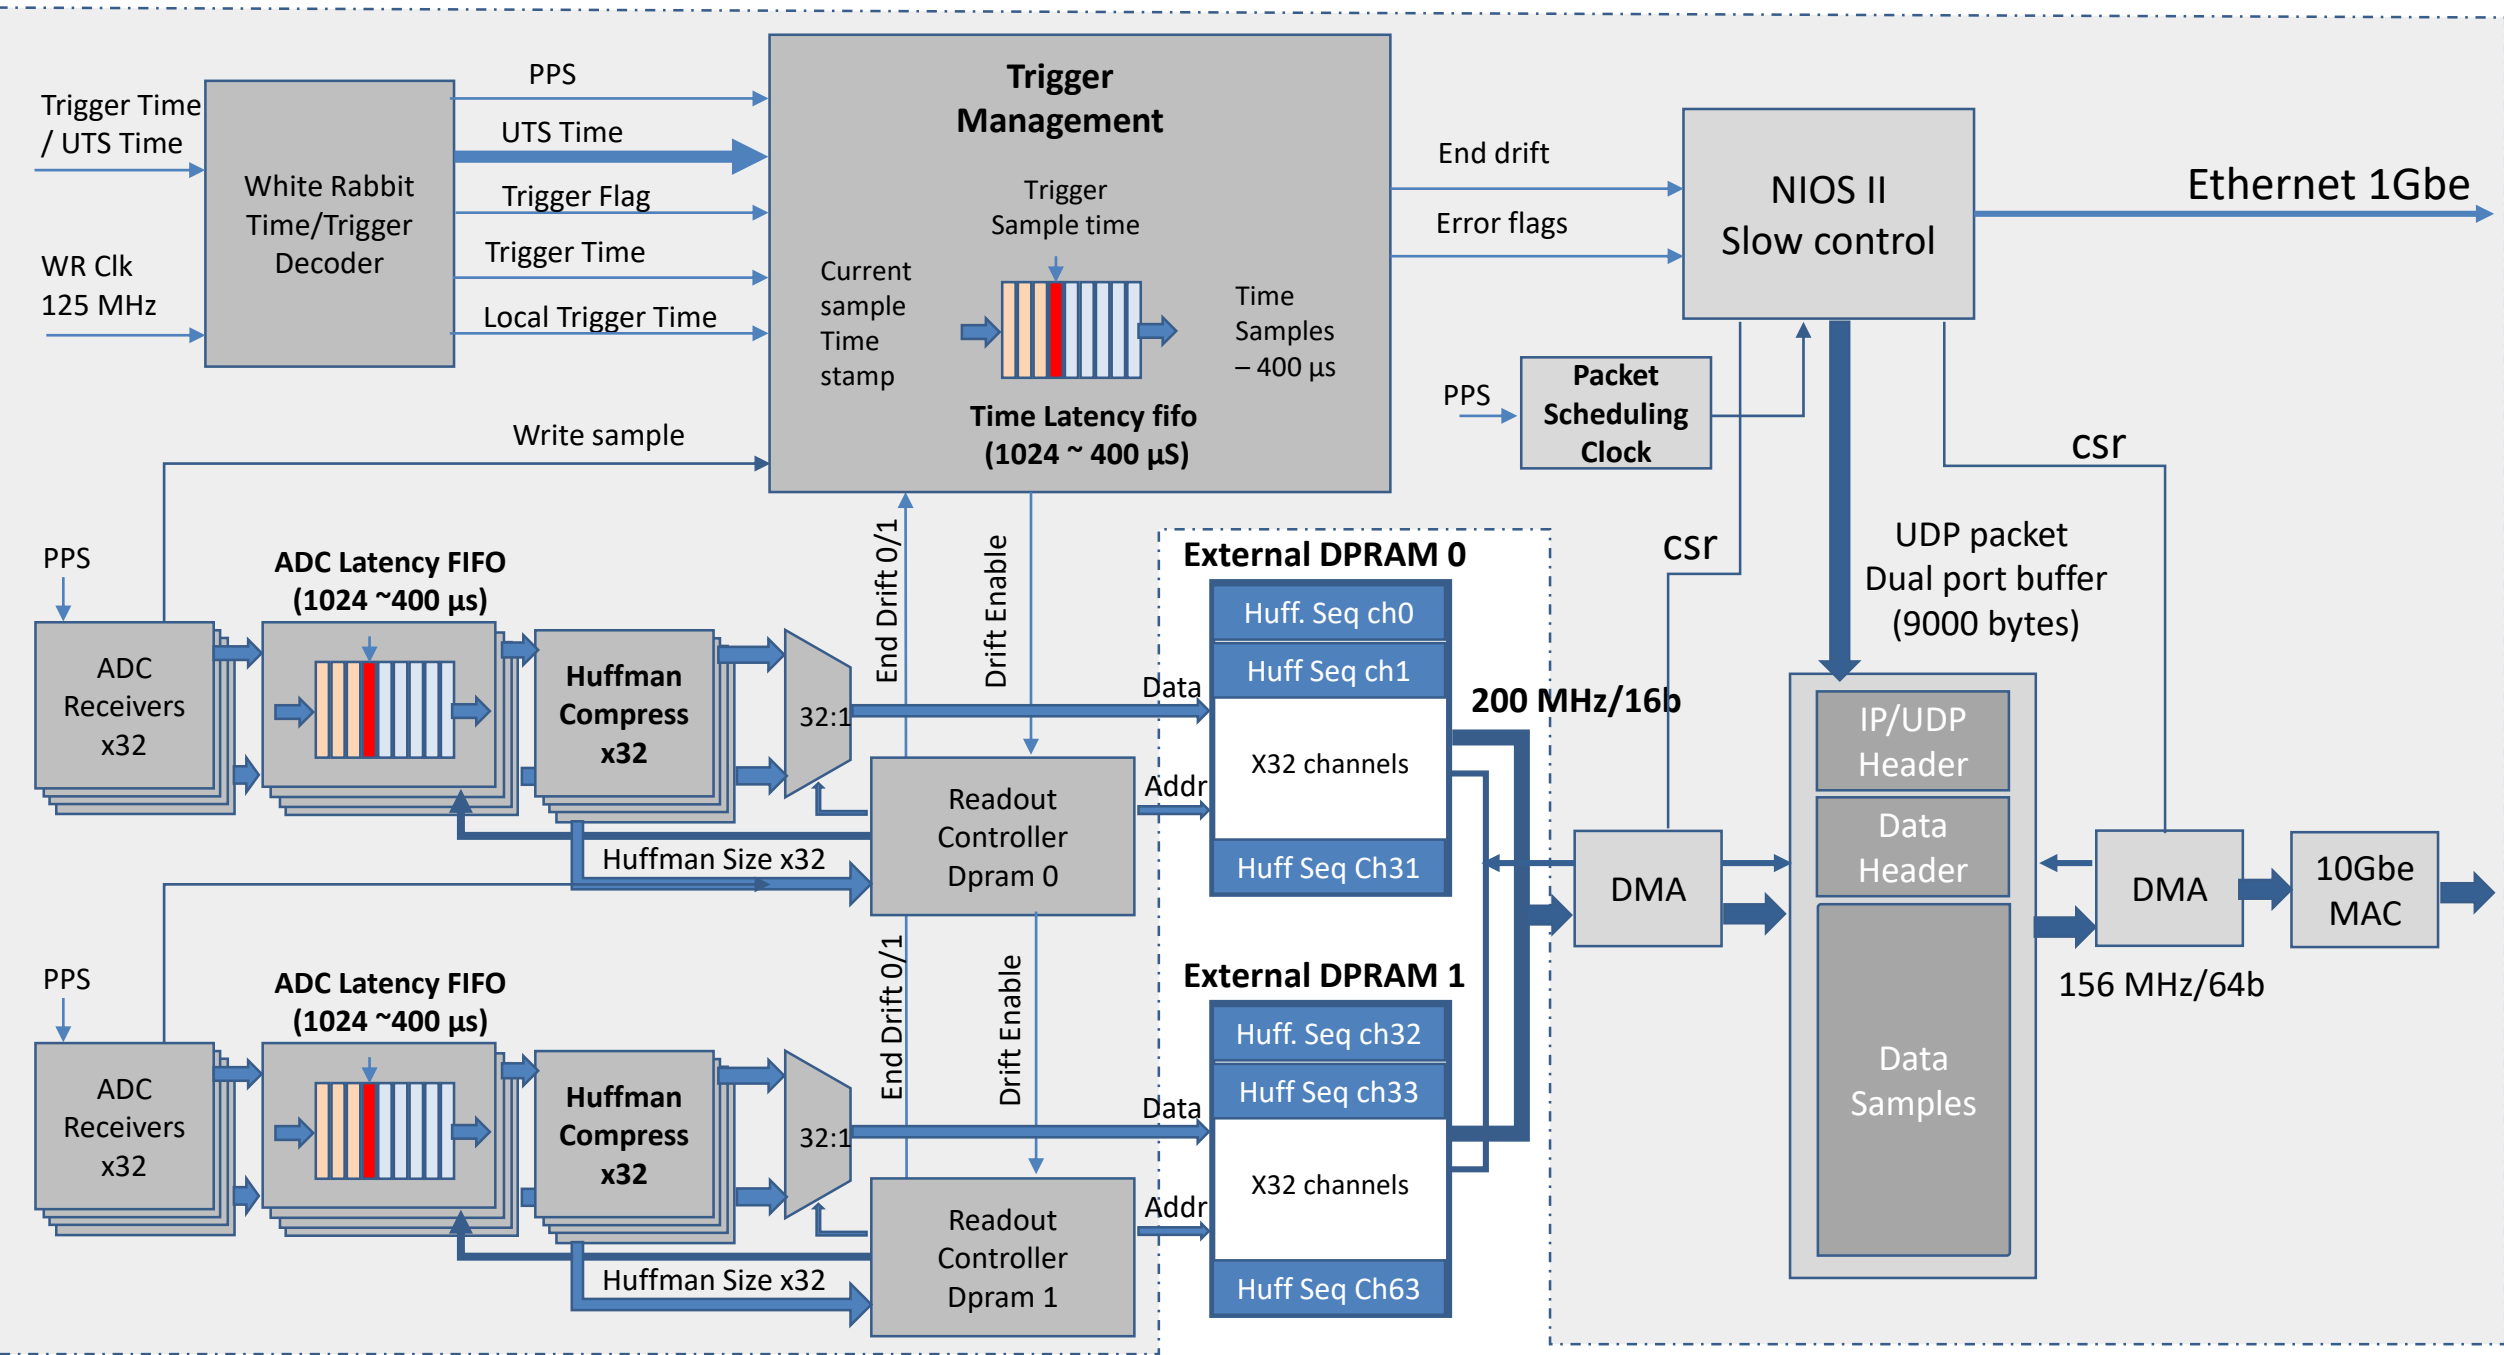 Trigger Time
/ UTS Time
WR Clk
125 MHz
White Rabbit
Time/Trigger
Decoder
PPS
UTS Time
Trigger Flag
Trigger Time
Local Trigger Time
Write sample
Trigger
Management
Trigger
Sample time
Current
sample
Time
stamp
Time
Samples
– 400 µs
Time Latency fifo
(1024 ~ 400 µS)
End drift
Error flags
NIOS II
Slow control
Ethernet 1Gbe
PPS
Packet
Scheduling
Clock
csr
csr
UDP packet
Dual port buffer
(9000 bytes)
PPS
ADC
Receivers
x32
ADC Latency FIFO
(1024 ~400 µs)
Huffman
Compress
x32
32:1
Huffman Size x32
End Drift 0/1
Drift Enable
Readout
Controller
Dpram 0
Data
Addr
External DPRAM 0
Huff. Seq ch0
Huff Seq ch1
X32 channels
Huff Seq Ch31
200 MHz/16b
DMA
IP/UDP
Header
Data
Header
Data
Samples
DMA
10Gbe
MAC
156 MHz/64b
PPS
ADC
Receivers
x32
ADC Latency FIFO
(1024 ~400 µs)
Huffman
Compress
x32
32:1
Huffman Size x32
End Drift 0/1
Drift Enable
Readout
Controller
Dpram 1
Data
Addr
External DPRAM 1
Huff. Seq ch32
Huff Seq ch33
X32 channels
Huff Seq Ch63